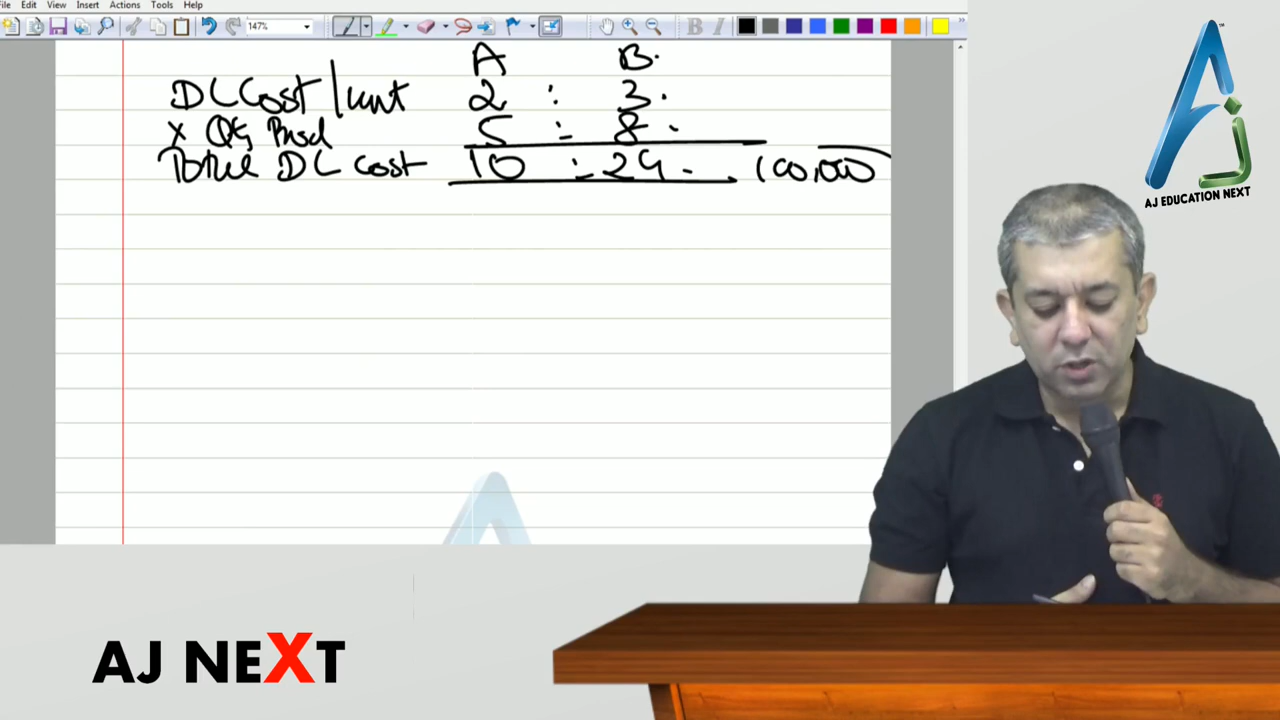 File Edit View Insert Actions Tools Help
147%
A B.
DL Cost / unit 2 : 3.
x Qty Prod 5 : 8.
Total DL cost 10 : 24. 100,000
AJ EDUCATION NEXT
AJ NEXT